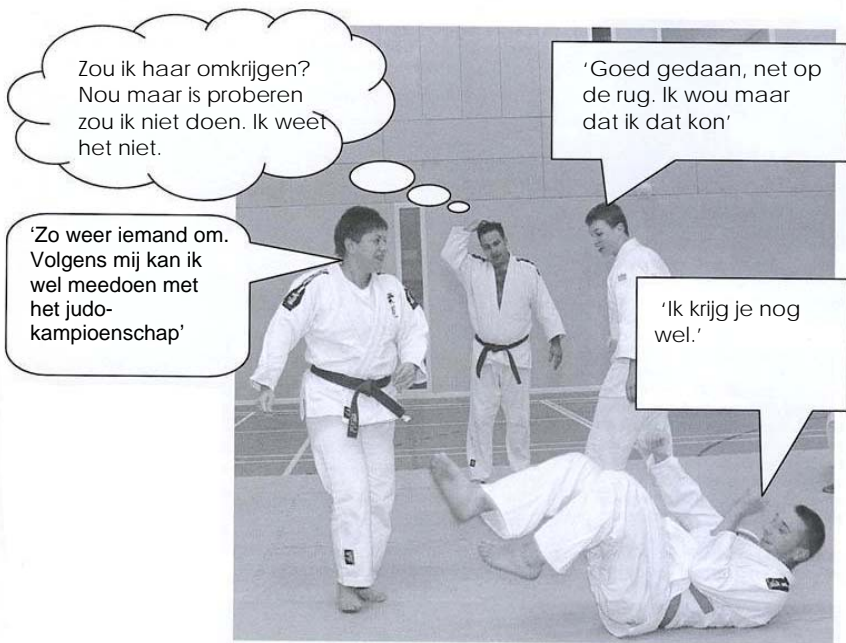 Zou ik haar omkrijgen?
Nou maar is proberen
zou ik niet doen. Ik weet
het niet.
‘Goed gedaan, net op
de rug. Ik wou maar
dat ik dat kon’
‘Zo weer iemand om.
Volgens mij kan ik
wel meedoen met
het judo-
kampioenschap’
‘Ik krijg je nog
wel.’